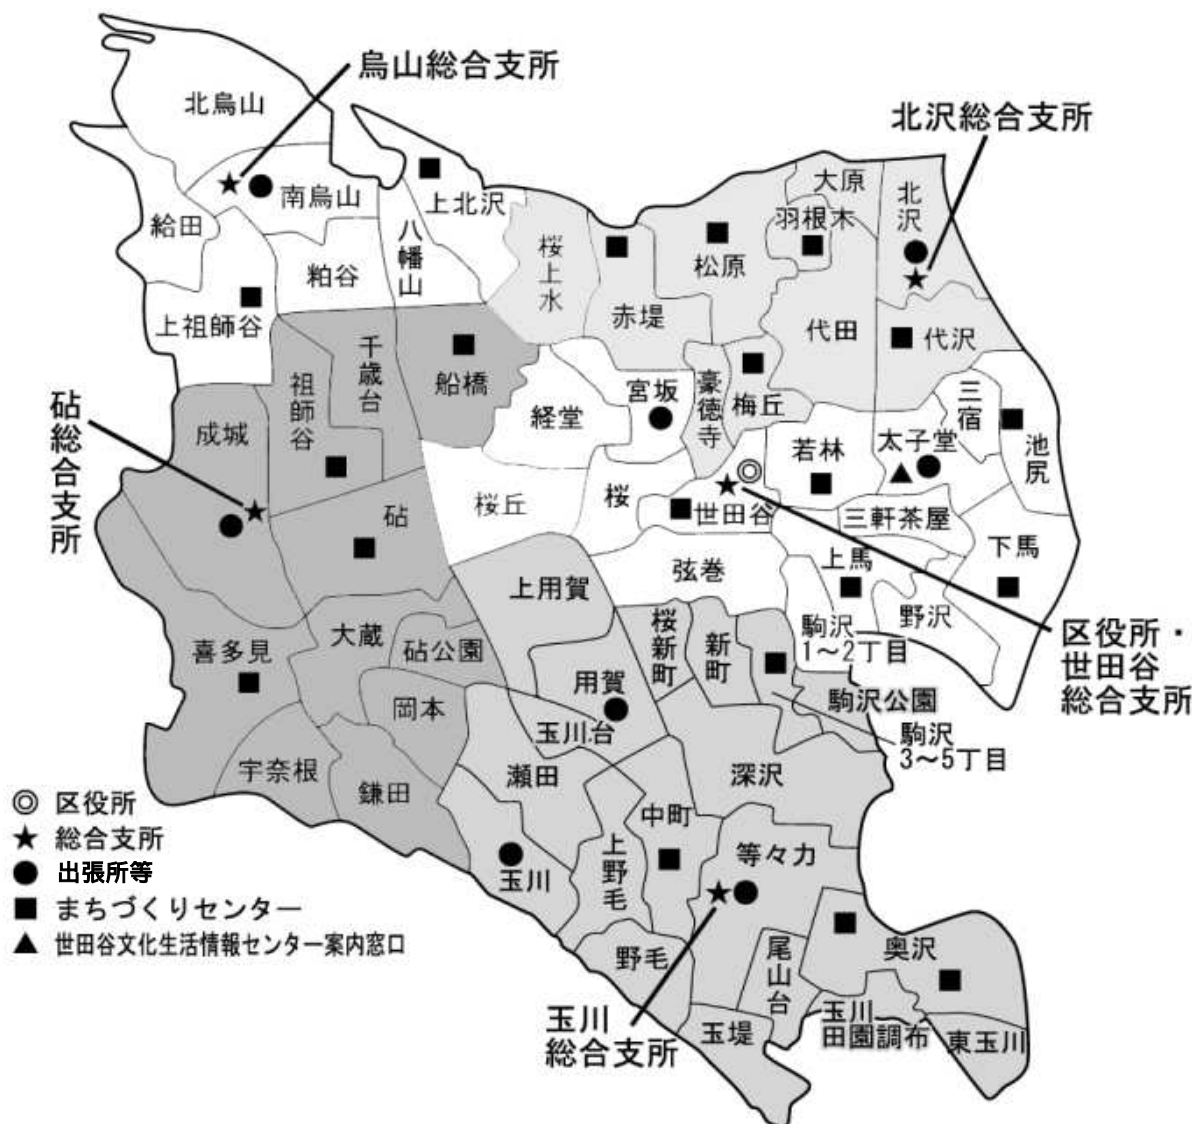 烏山総合支所
北沢総合支所
北烏山
大原
北沢
南烏山
上北沢
羽根木
給田
八幡山
桜上水
松原
粕谷
赤堤
代田
代沢
上祖師谷
千歳台
祖師谷
船橋
宮坂
豪徳寺
梅丘
三宿
砧総合支所
成城
経堂
若林
太子堂
池尻
桜丘
桜
世田谷
三軒茶屋
砧
下馬
弦巻
上馬
上用賀
野沢
喜多見
大蔵
砧公園
桜新町
新町
駒沢
1～2丁目
区役所・
世田谷
総合支所
用賀
岡本
駒沢公園
玉川台
駒沢
3～5丁目
宇奈根
鎌田
瀬田
深沢
中町
◎ 区役所
★ 総合支所
● 出張所等
■ まちづくりセンター
▲ 世田谷文化生活情報センター案内窓口
上野毛
等々力
玉川
野毛
尾山台
奥沢
玉川
総合支所
玉堤
玉川
田園調布
東玉川